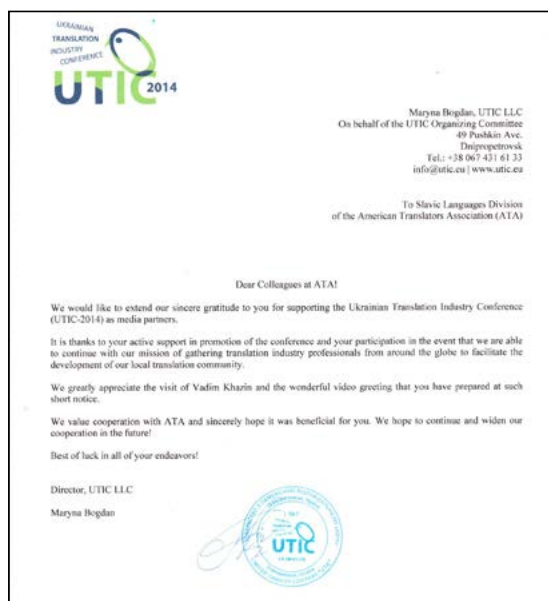 UKRAINIAN
TRANSLATION
INDUSTRY
CONFERENCE
UTIC 2014
Maryna Bogdan, UTIC LLC
On behalf of the UTIC Organizing Committee
49 Pushkin Ave.
Dnipropetrovsk
Tel.: +38 067 431 61 33
info@utic.eu | www.utic.eu
To Slavic Languages Division
of the American Translators Association (ATA)
Dear Colleagues at ATA!
We would like to extend our sincere gratitude to you for supporting the Ukrainian Translation Industry Conference
(UTIC-2014) as media partners.
It is thanks to your active support in promotion of the conference and your participation in the event that we are able
to continue with our mission of gathering translation industry professionals from around the globe to facilitate the
development of our local translation community.
We greatly appreciate the visit of Vadim Khazin and the wonderful video greeting that you have prepared at such
short notice.
We value cooperation with ATA and sincerely hope it was beneficial for you. We hope to continue and widen our
cooperation in the future!
Best of luck in all of your endeavors!
Director, UTIC LLC
Maryna Bogdan
UTIC